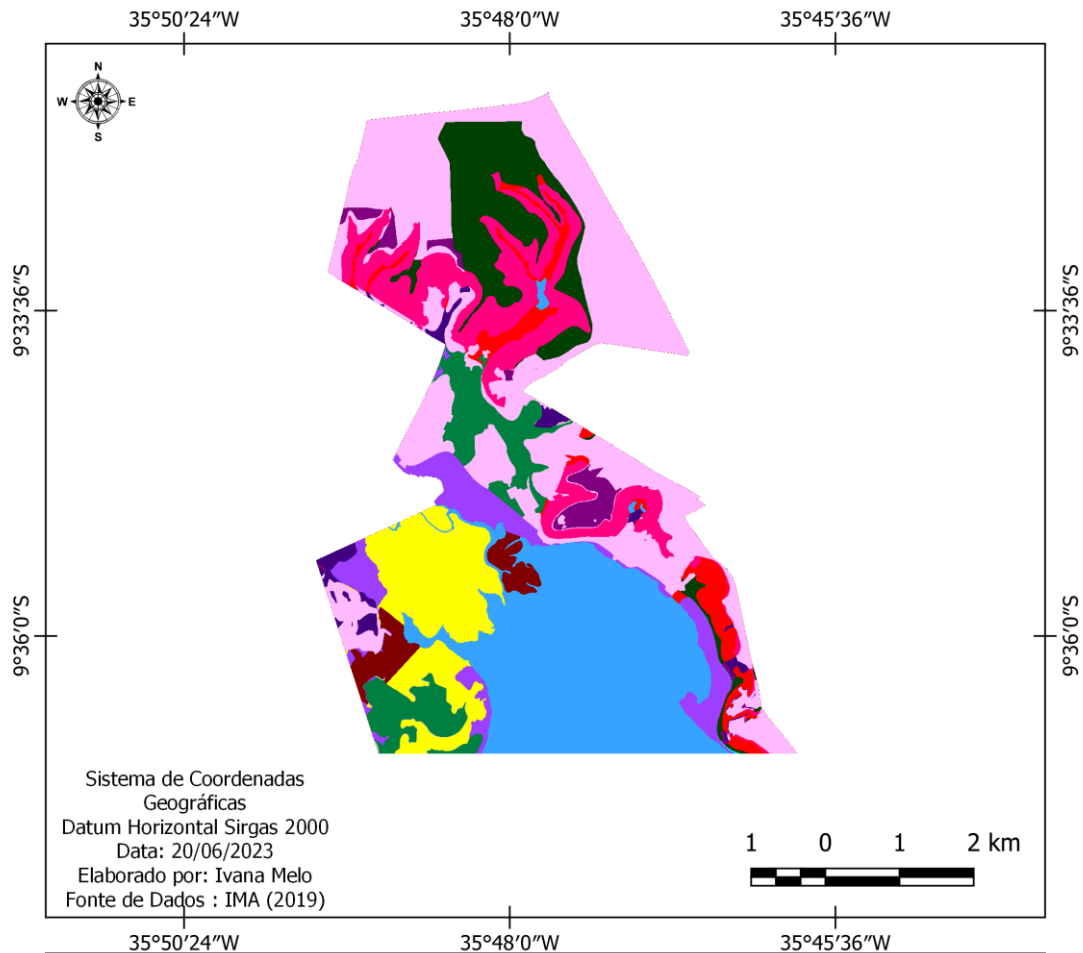 35°50′24″W 35°48′0″W 35°45′36″W
N
W E
S
9°33′36″S 9°33′36″S
9°36′0″S 9°36′0″S
Sistema de Coordenadas
Geográficas
Datum Horizontal Sirgas 2000
Data: 20/06/2023
Elaborado por: Ivana Melo
Fonte de Dados : IMA (2019)
1 0 1 2 km
35°50′24″W 35°48′0″W 35°45′36″W